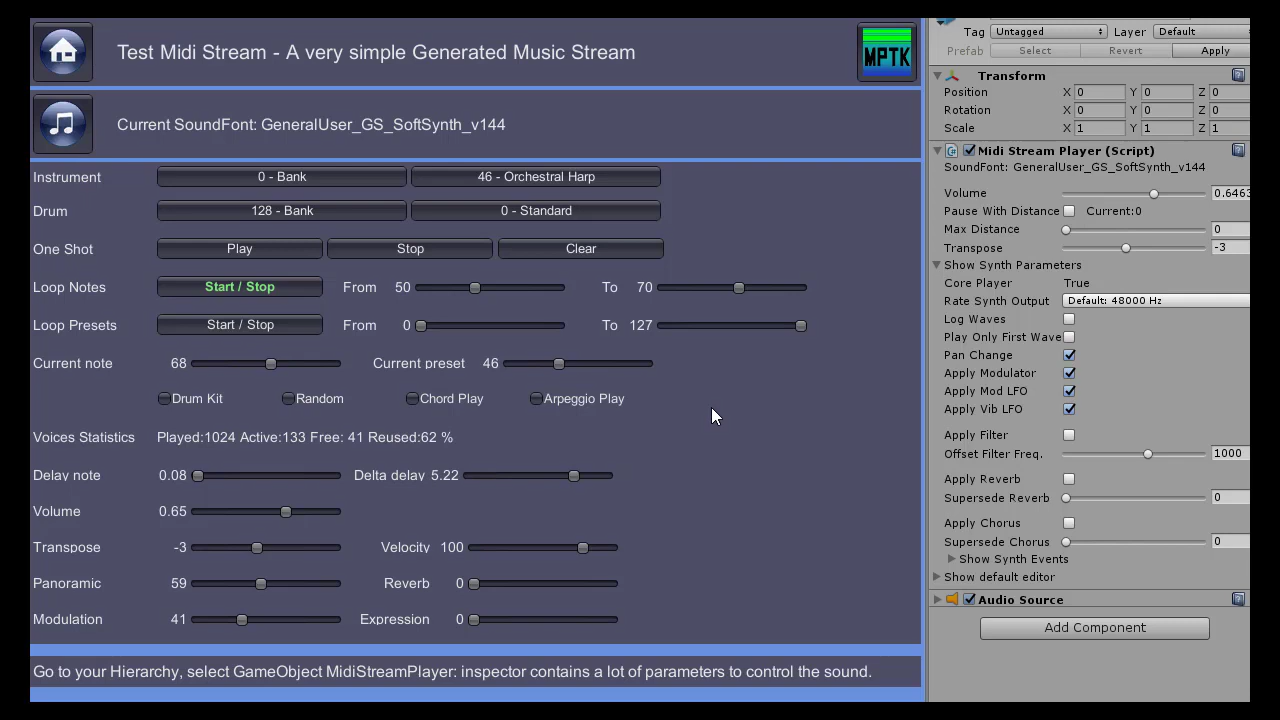 Test Midi Stream - A very simple Generated Music Stream
MPTK
Current SoundFont: GeneralUser_GS_SoftSynth_v144
Instrument 0 - Bank 46 - Orchestral Harp
Drum 128 - Bank 0 - Standard
One Shot Play Stop Clear
Loop Notes Start / Stop From 50 To 70
Loop Presets Start / Stop From 0 To 127
Current note 68 Current preset 46
Drum Kit Random Chord Play Arpeggio Play
Voices Statistics Played:1024 Active:133 Free: 41 Reused:62 %
Delay note 0.08 Delta delay 5.22
Volume 0.65
Transpose -3 Velocity 100
Panoramic 59 Reverb 0
Modulation 41 Expression 0
Go to your Hierarchy, select GameObject MidiStreamPlayer: inspector contains a lot of parameters to control the sound.
Tag Untagged Layer Default
Prefab Select Revert Apply
Transform
Position X 0 Y 0 Z 0
Rotation X 0 Y 0 Z 0
Scale X 1 Y 1 Z 1
Midi Stream Player (Script)
SoundFont: GeneralUser_GS_SoftSynth_v144
Volume 0.6463
Pause With Distance Current:0
Max Distance 0
Transpose -3
Show Synth Parameters
Core Player True
Rate Synth Output Default: 48000 Hz
Log Waves
Play Only First Wave
Pan Change
Apply Modulator
Apply Mod LFO
Apply Vib LFO
Apply Filter
Offset Filter Freq. 1000
Apply Reverb
Supersede Reverb 0
Apply Chorus
Supersede Chorus 0
Show Synth Events
Show default editor
Audio Source
Add Component